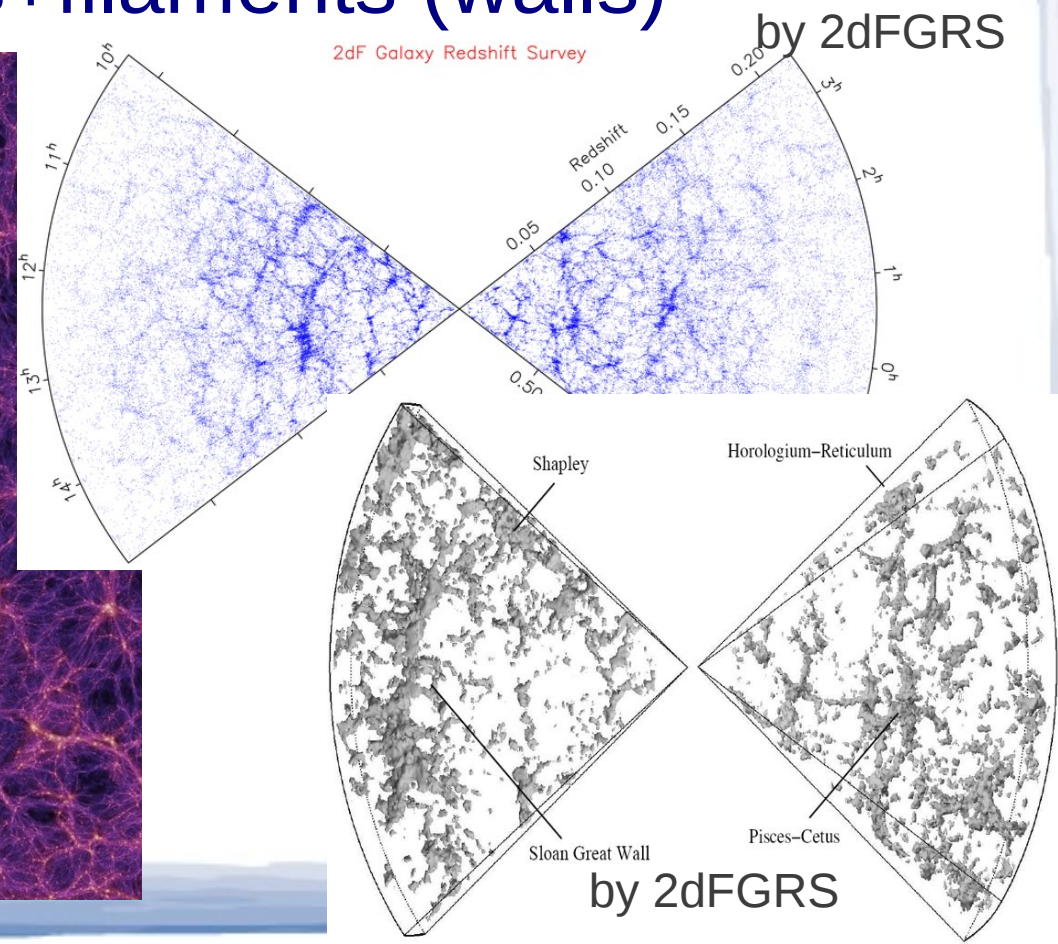 filaments (walls)
by 2dFGRS
2dF Galaxy Redshift Survey
10h
11h
12h
13h
14h
Redshift
0.05
0.10
0.15
0.20
3h
2h
1h
0h
0.50
Shapley
Horologium–Reticulum
Sloan Great Wall
Pisces–Cetus
by 2dFGRS